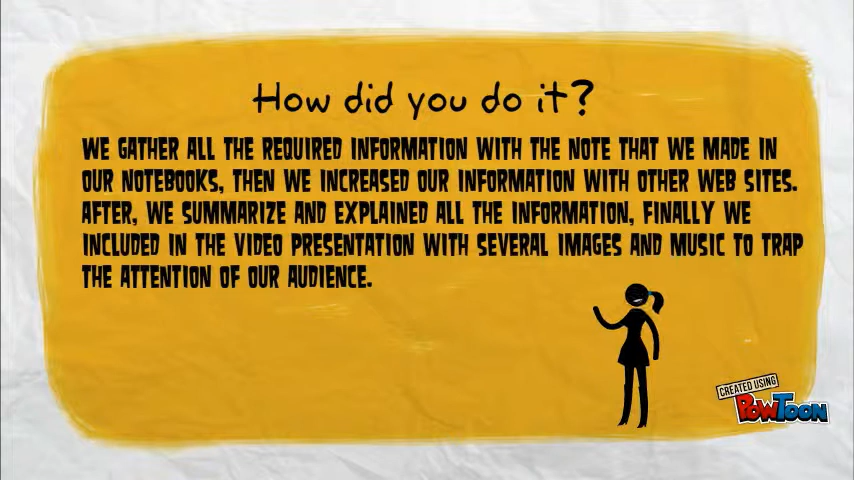 How did you do it?
WE GATHER ALL THE REQUIRED INFORMATION WITH THE NOTE THAT WE MADE IN
OUR NOTEBOOKS, THEN WE INCREASED OUR INFORMATION WITH OTHER WEB SITES.
AFTER, WE SUMMARIZE AND EXPLAINED ALL THE INFORMATION, FINALLY WE
INCLUDED IN THE VIDEO PRESENTATION WITH SEVERAL IMAGES AND MUSIC TO TRAP
THE ATTENTION OF OUR AUDIENCE.
CREATED USING
POWTOON